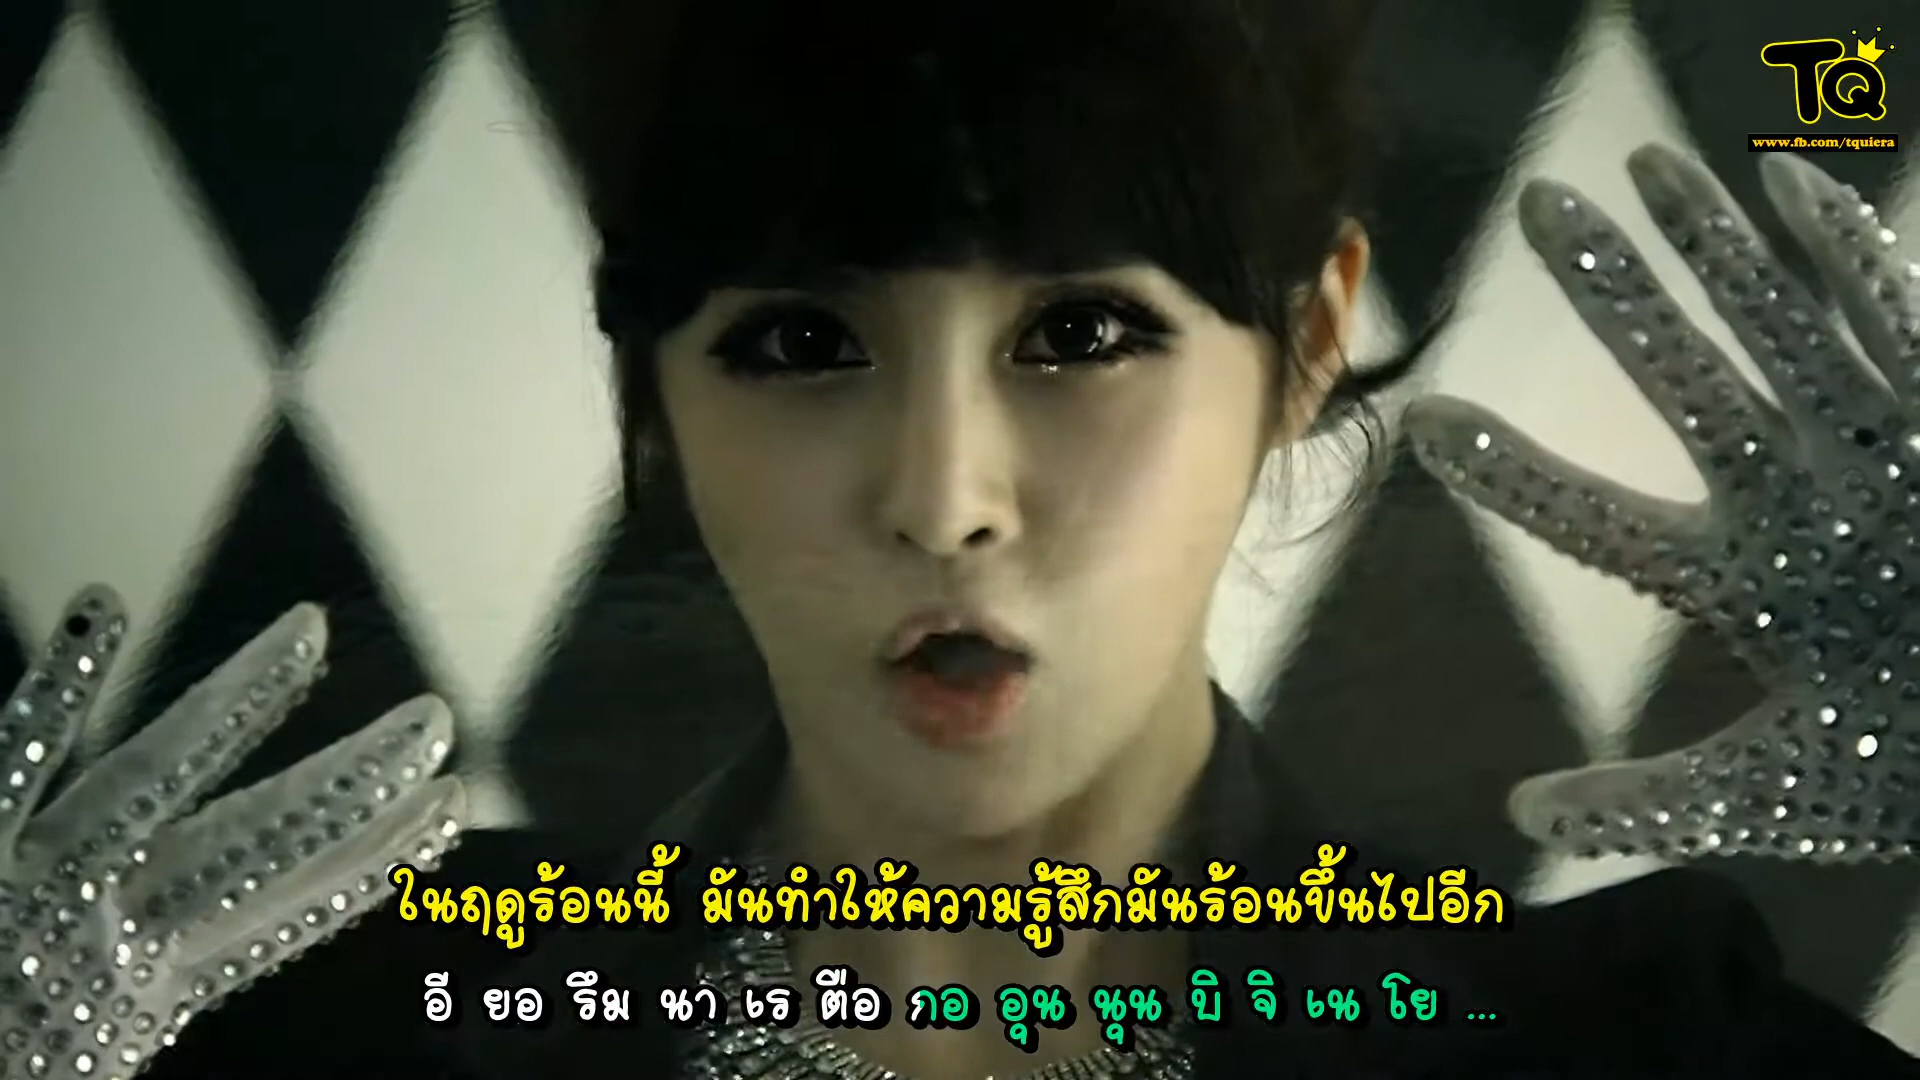 TQ
www.fb.com/tquiera
ในฤดูร้อนนี้ มันทำให้ความรู้สึกมันร้อนขึ้นไปอีก
อี ยอ รึม นา เร ตือ กอ อุน นุน บิ จิ เน โย ...